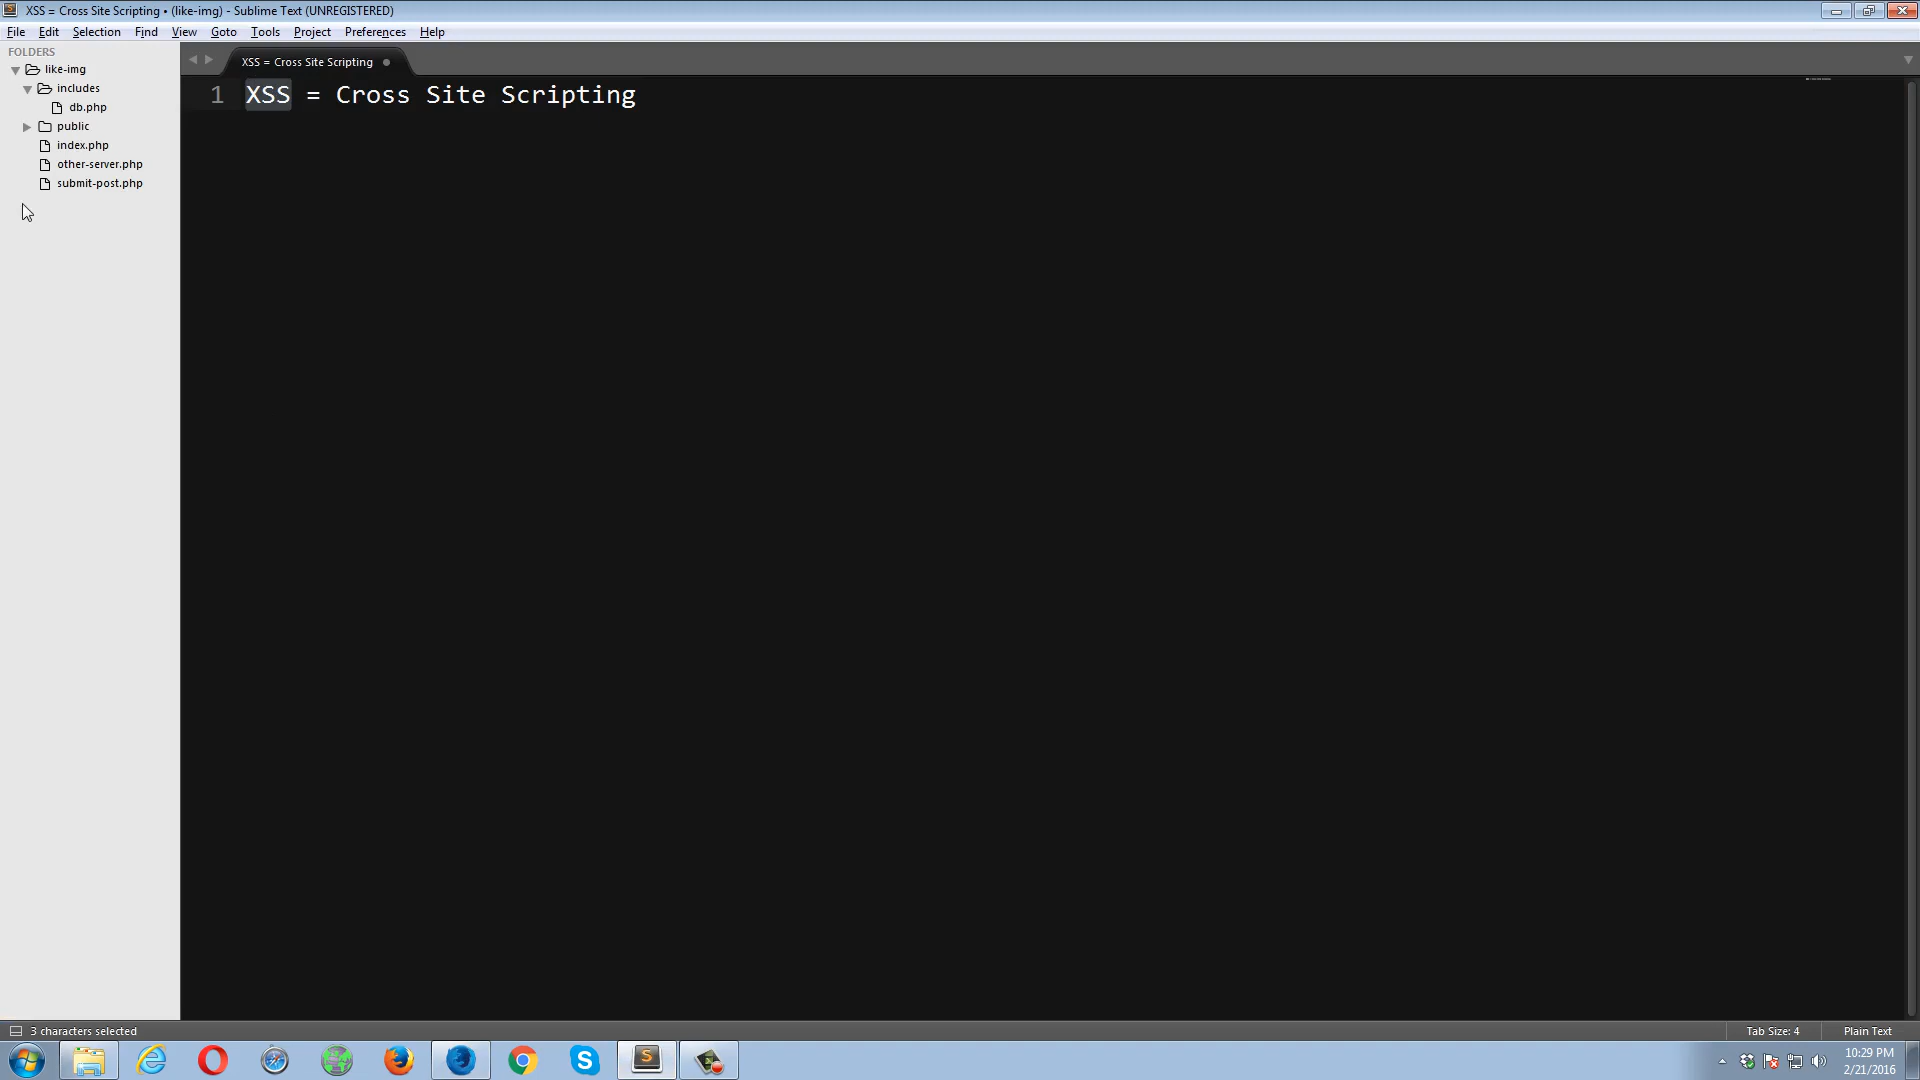 XSS = Cross Site Scripting • (like-img) - Sublime Text (UNREGISTERED)
File Edit Selection Find View Goto Tools Project Preferences Help
FOLDERS
like-img
includes
db.php
public
index.php
other-server.php
submit-post.php
XSS = Cross Site Scripting
1 XSS = Cross Site Scripting
3 characters selected
Tab Size: 4
Plain Text
10:29 PM
2/21/2016